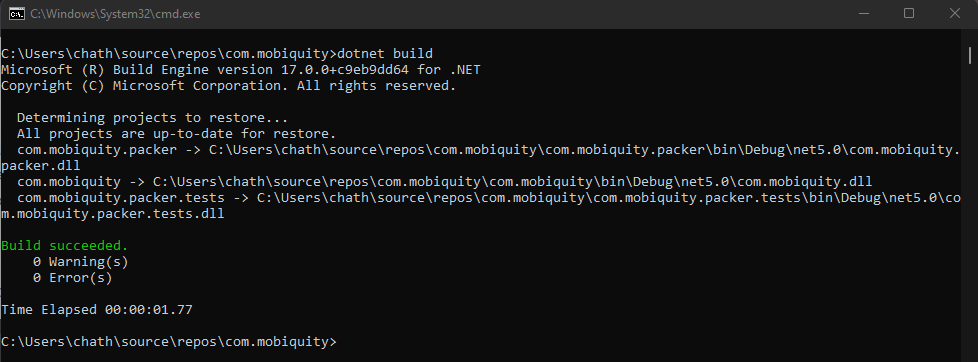 C:\Windows\System32\cmd.exe
C:\Users\chath\source\repos\com.mobiquity>dotnet build
Microsoft (R) Build Engine version 17.0.0+c9eb9dd64 for .NET
Copyright (C) Microsoft Corporation. All rights reserved.
  Determining projects to restore...
  All projects are up-to-date for restore.
  com.mobiquity.packer -> C:\Users\chath\source\repos\com.mobiquity\com.mobiquity.packer\bin\Debug\net5.0\com.mobiquity.
packer.dll
  com.mobiquity -> C:\Users\chath\source\repos\com.mobiquity\com.mobiquity\bin\Debug\net5.0\com.mobiquity.dll
  com.mobiquity.packer.tests -> C:\Users\chath\source\repos\com.mobiquity\com.mobiquity.packer.tests\bin\Debug\net5.0\co
m.mobiquity.packer.tests.dll
Build succeeded.
    0 Warning(s)
    0 Error(s)
Time Elapsed 00:00:01.77
C:\Users\chath\source\repos\com.mobiquity>